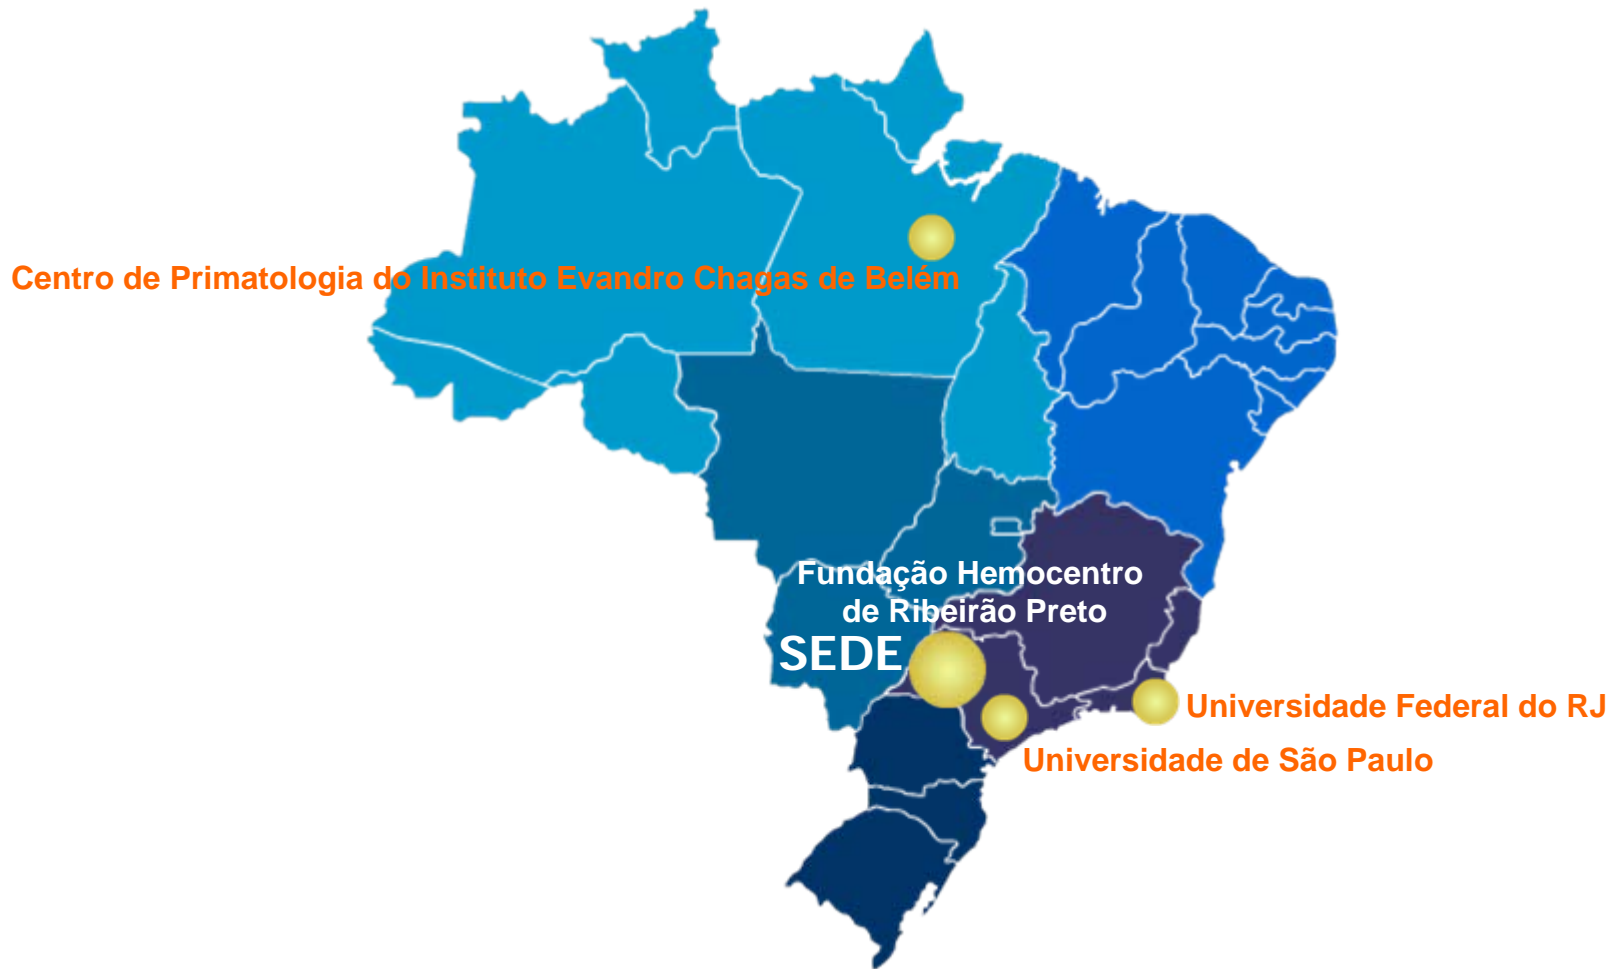 Centro de Primatologia do Instituto Evandro Chagas de Belém
Fundação Hemocentro
de Ribeirão Preto
SEDE
Universidade Federal do RJ
Universidade de São Paulo